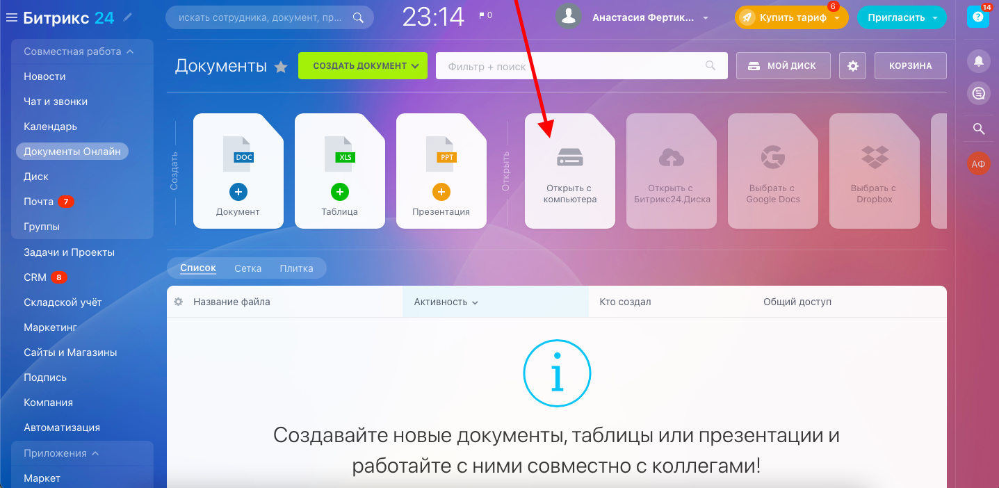 Битрикс 24
искать сотрудника, документ, пр...
23:14
0
Анастасия Фертик...
Купить тариф
6
Пригласить
14
Совместная работа
Новости
Чат и звонки
Календарь
Документы Онлайн
Диск
Почта 7
Группы
Задачи и Проекты
CRM 8
Складской учёт
Маркетинг
Сайты и Магазины
Подпись
Компания
Автоматизация
Приложения
Маркет
Документы
СОЗДАТЬ ДОКУМЕНТ
Фильтр + поиск
МОЙ ДИСК
КОРЗИНА
Создать
DOC
Документ
XLS
Таблица
PPT
Презентация
Открыть
Открыть с
компьютера
Открыть с
Битрикс24.Диска
Выбрать с
Google Docs
Выбрать с
Dropbox
АФ
Список Сетка Плитка
Название файла Активность Кто создал Общий доступ
Создавайте новые документы, таблицы или презентации и
работайте с ними совместно с коллегами!